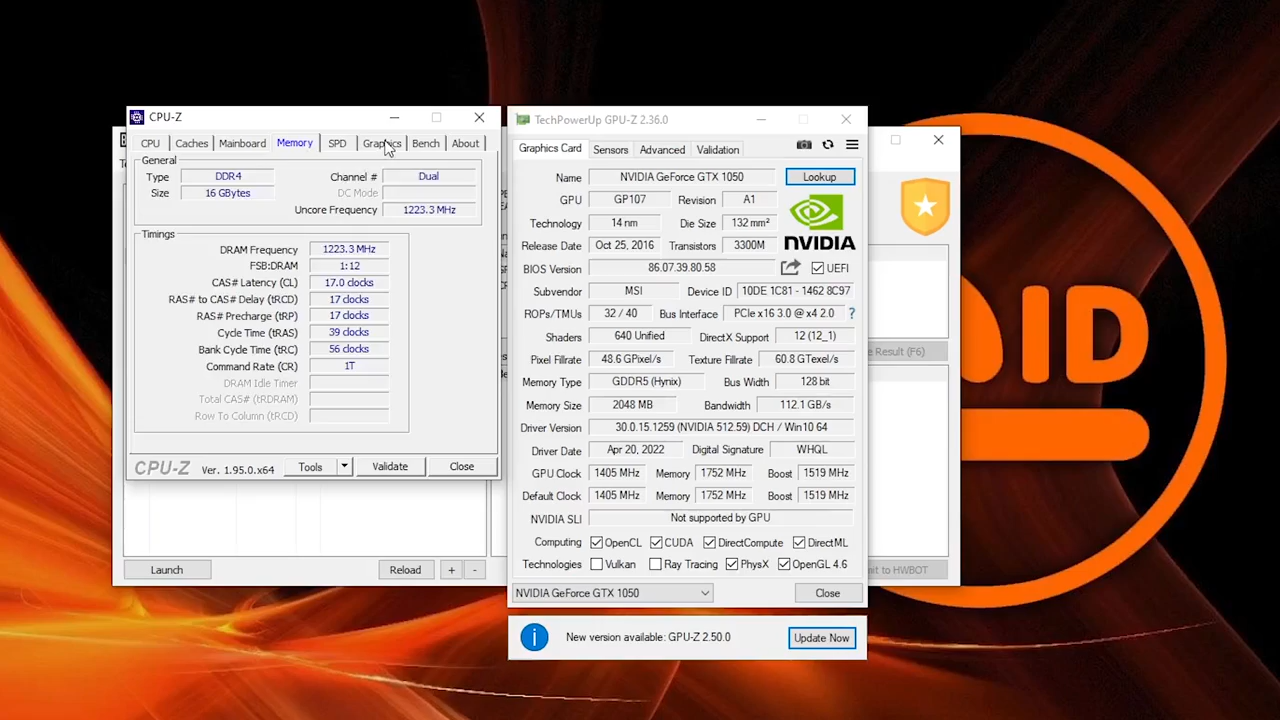 CPU-Z
CPU Caches Mainboard Memory SPD Graphics Bench About
General
Type DDR4 Channel # Dual
Size 16 GBytes DC Mode
Uncore Frequency 1223.3 MHz
Timings
DRAM Frequency 1223.3 MHz
FSB:DRAM 1:12
CAS# Latency (CL) 17.0 clocks
RAS# to CAS# Delay (tRCD) 17 clocks
RAS# Precharge (tRP) 17 clocks
Cycle Time (tRAS) 39 clocks
Bank Cycle Time (tRC) 56 clocks
Command Rate (CR) 1T
DRAM Idle Timer
Total CAS# (tRDRAM)
Row To Column (tRCD)
CPU-Z Ver. 1.95.0.x64 Tools Validate Close
Launch Reload + -
TechPowerUp GPU-Z 2.36.0
Graphics Card Sensors Advanced Validation
Name NVIDIA GeForce GTX 1050 Lookup
GPU GP107 Revision A1
Technology 14 nm Die Size 132 mm²
Release Date Oct 25, 2016 Transistors 3300M
NVIDIA
BIOS Version 86.07.39.80.58 UEFI
Subvendor MSI Device ID 10DE 1C81 - 1462 8C97
ROPs/TMUs 32 / 40 Bus Interface PCIe x16 3.0 @ x4 2.0 ?
Shaders 640 Unified DirectX Support 12 (12_1)
Pixel Fillrate 48.6 GPixel/s Texture Fillrate 60.8 GTexel/s
Memory Type GDDR5 (Hynix) Bus Width 128 bit
Memory Size 2048 MB Bandwidth 112.1 GB/s
Driver Version 30.0.15.1259 (NVIDIA 512.59) DCH / Win10 64
Driver Date Apr 20, 2022 Digital Signature WHQL
GPU Clock 1405 MHz Memory 1752 MHz Boost 1519 MHz
Default Clock 1405 MHz Memory 1752 MHz Boost 1519 MHz
NVIDIA SLI Not supported by GPU
Computing OpenCL CUDA DirectCompute DirectML
Technologies Vulkan Ray Tracing PhysX OpenGL 4.6
NVIDIA GeForce GTX 1050 Close
New version available: GPU-Z 2.50.0 Update Now
Result (F6)
to HWBOT
ID